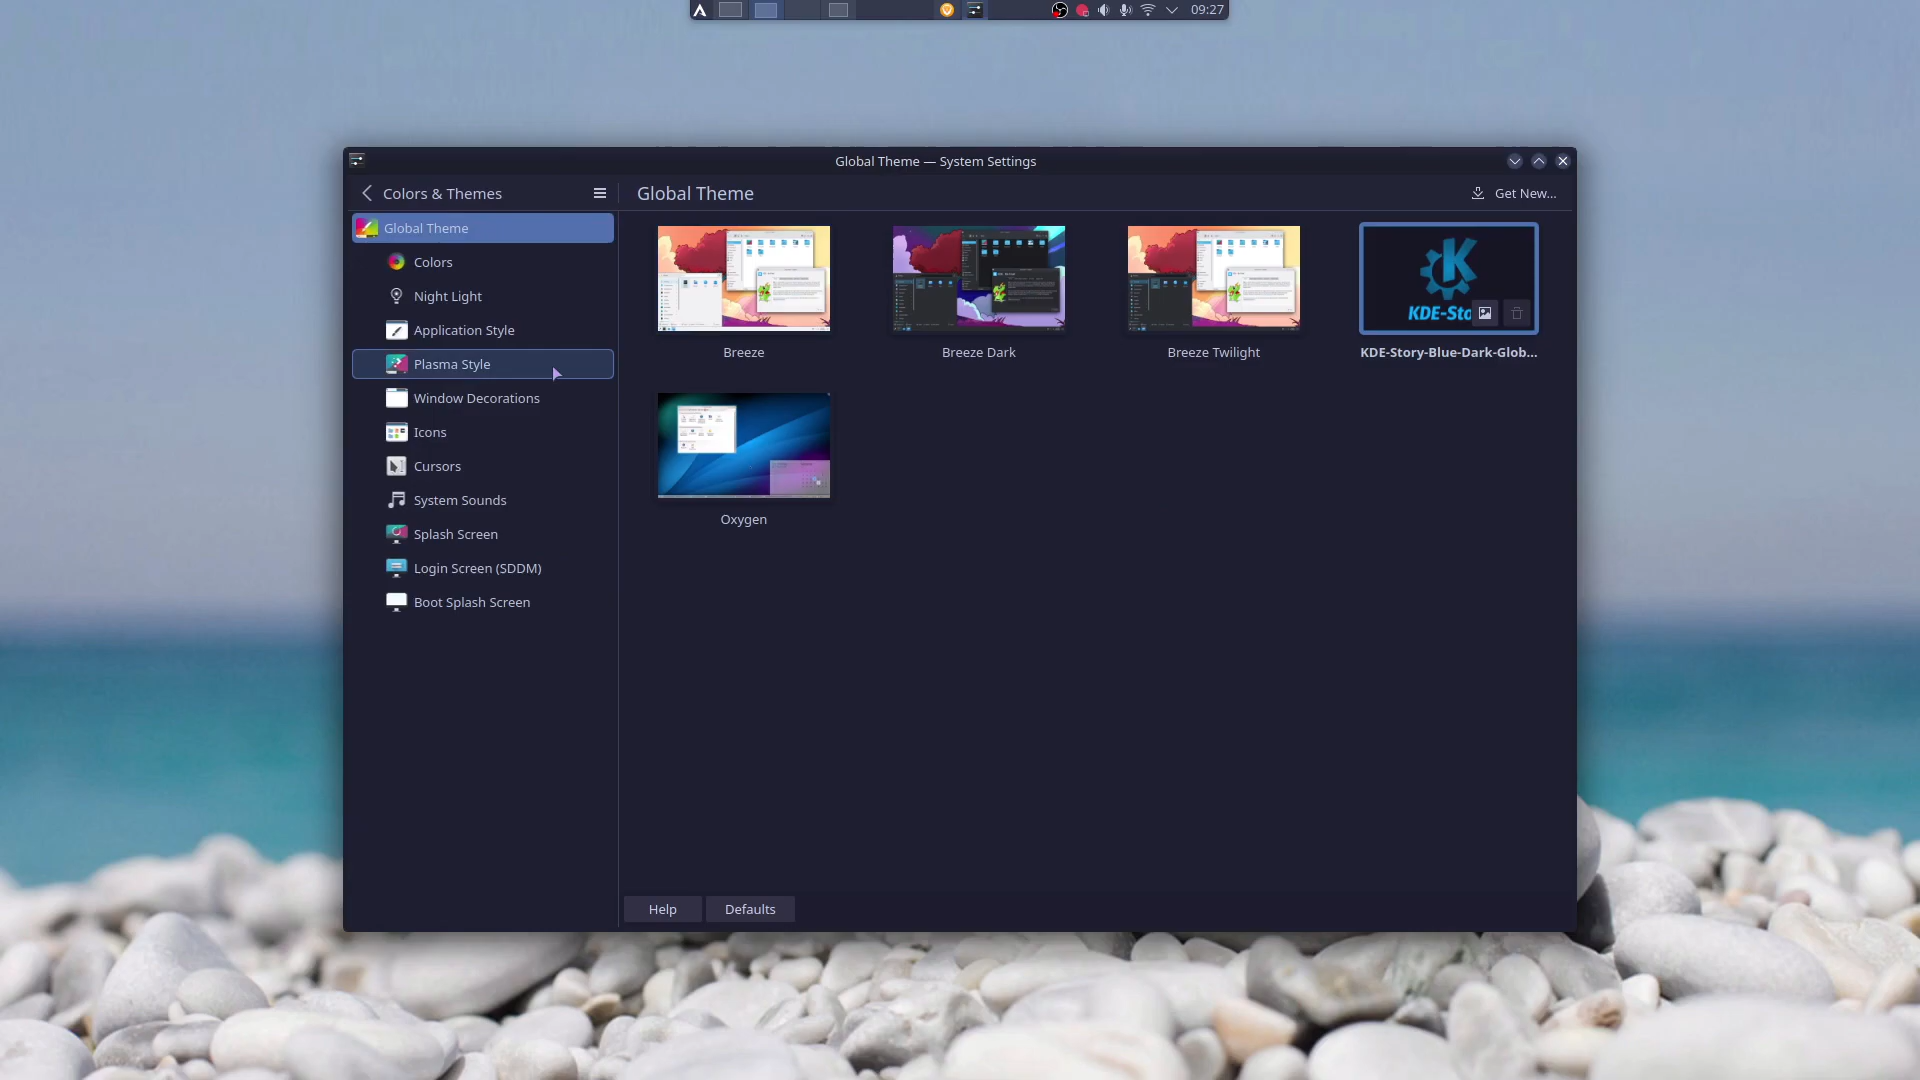 09:27
Global Theme — System Settings
Colors & Themes
Global Theme
Get New...
Global Theme
Colors
Night Light
Application Style
Plasma Style
Window Decorations
Icons
Cursors
System Sounds
Splash Screen
Login Screen (SDDM)
Boot Splash Screen
KDE-Sto
Breeze
Breeze Dark
Breeze Twilight
KDE-Story-Blue-Dark-Glob...
Oxygen
Help
Defaults